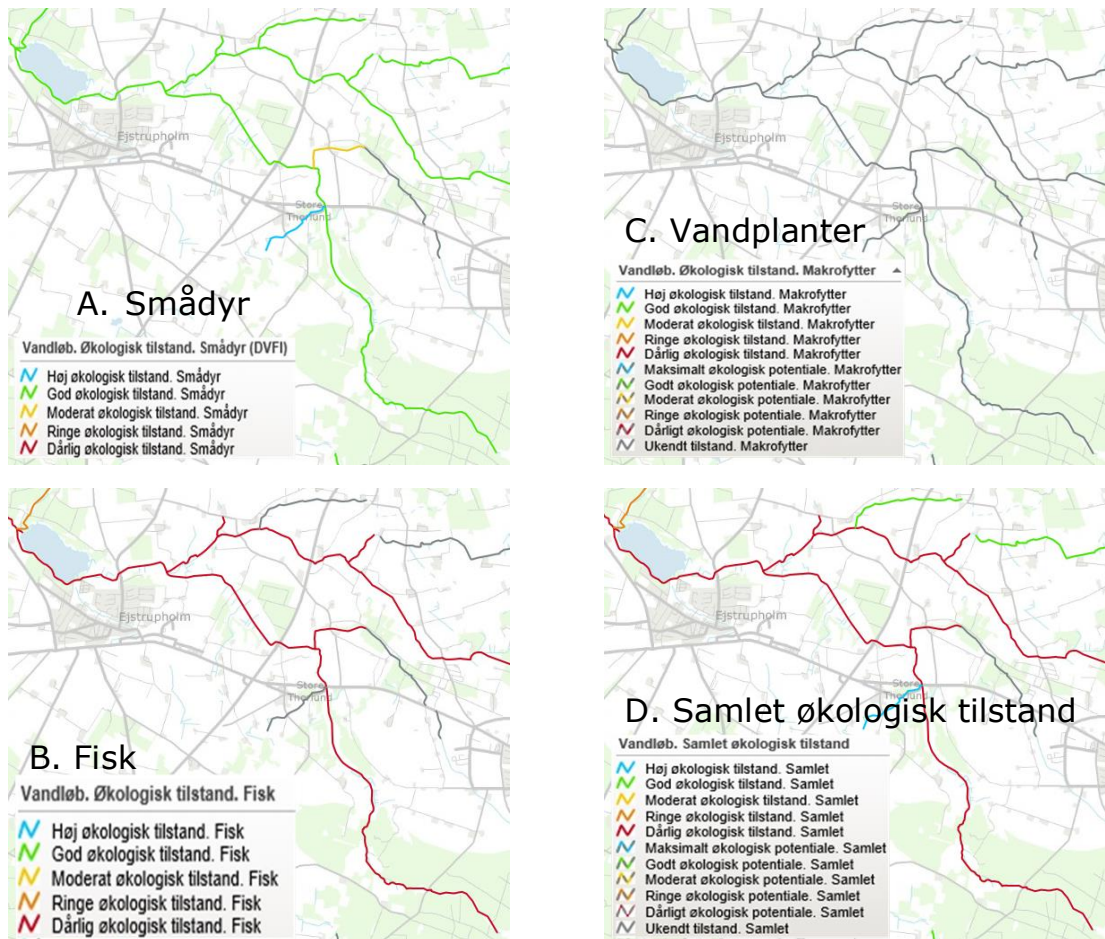 Ejstrupholm
Store
Thorlund
A. Smådyr
Vandløb. Økologisk tilstand. Smådyr (DVFI)
Høj økologisk tilstand. Smådyr
God økologisk tilstand. Smådyr
Moderat økologisk tilstand. Smådyr
Ringe økologisk tilstand. Smådyr
Dårlig økologisk tilstand. Smådyr
Ejstrupholm
Store
Thorlund
C. Vandplanter
Vandløb. Økologisk tilstand. Makrofytter
Høj økologisk tilstand. Makrofytter
God økologisk tilstand. Makrofytter
Moderat økologisk tilstand. Makrofytter
Ringe økologisk tilstand. Makrofytter
Dårlig økologisk tilstand. Makrofytter
Maksimalt økologisk potentiale. Makrofytter
Godt økologisk potentiale. Makrofytter
Moderat økologisk potentiale. Makrofytter
Ringe økologisk potentiale. Makrofytter
Dårligt økologisk potentiale. Makrofytter
Ukendt tilstand. Makrofytter
Ejstrupholm
Store
Thorlund
B. Fisk
Vandløb. Økologisk tilstand. Fisk
Høj økologisk tilstand. Fisk
God økologisk tilstand. Fisk
Moderat økologisk tilstand. Fisk
Ringe økologisk tilstand. Fisk
Dårlig økologisk tilstand. Fisk
Ejstrupholm
Store
Thorlund
D. Samlet økologisk tilstand
Vandløb. Samlet økologisk tilstand
Høj økologisk tilstand. Samlet
God økologisk tilstand. Samlet
Moderat økologisk tilstand. Samlet
Ringe økologisk tilstand. Samlet
Dårlig økologisk tilstand. Samlet
Maksimalt økologisk potentiale. Samlet
Godt økologisk potentiale. Samlet
Moderat økologisk potentiale. Samlet
Ringe økologisk potentiale. Samlet
Dårligt økologisk potentiale. Samlet
Ukendt tilstand. Samlet